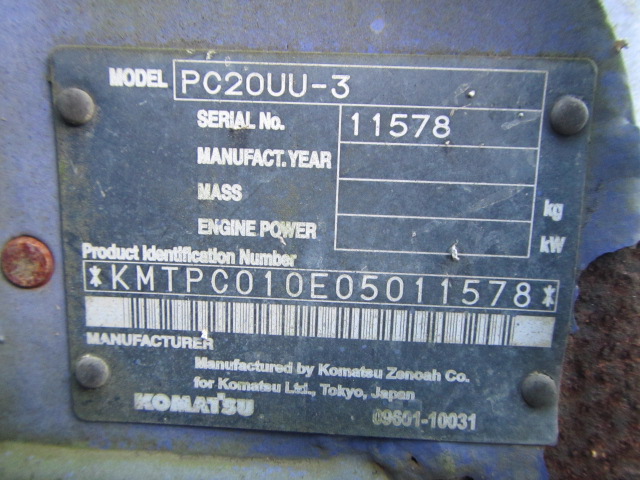 MODEL PC20UU-3
SERIAL No. 11578
MANUFACT.YEAR
MASS kg
ENGINE POWER kW
Product Identification Number
*KMTPC010E05011578*
MANUFACTURER
Manufactured by Komatsu Zenoah Co.
for Komatsu Ltd., Tokyo, Japan
KOMATSU 09601-10031